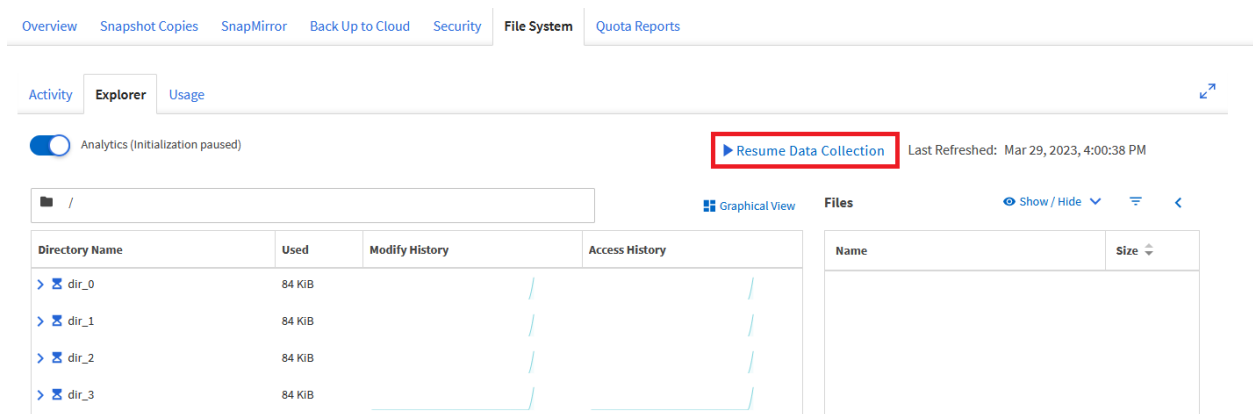 Overview Snapshot Copies SnapMirror Back Up to Cloud Security File System Quota Reports
Activity Explorer Usage
Analytics (Initialization paused) Resume Data Collection Last Refreshed: Mar 29, 2023, 4:00:38 PM
/ Graphical View Files Show / Hide
Directory Name Used Modify History Access History Name Size
dir_0 84 KiB
dir_1 84 KiB
dir_2 84 KiB
dir_3 84 KiB